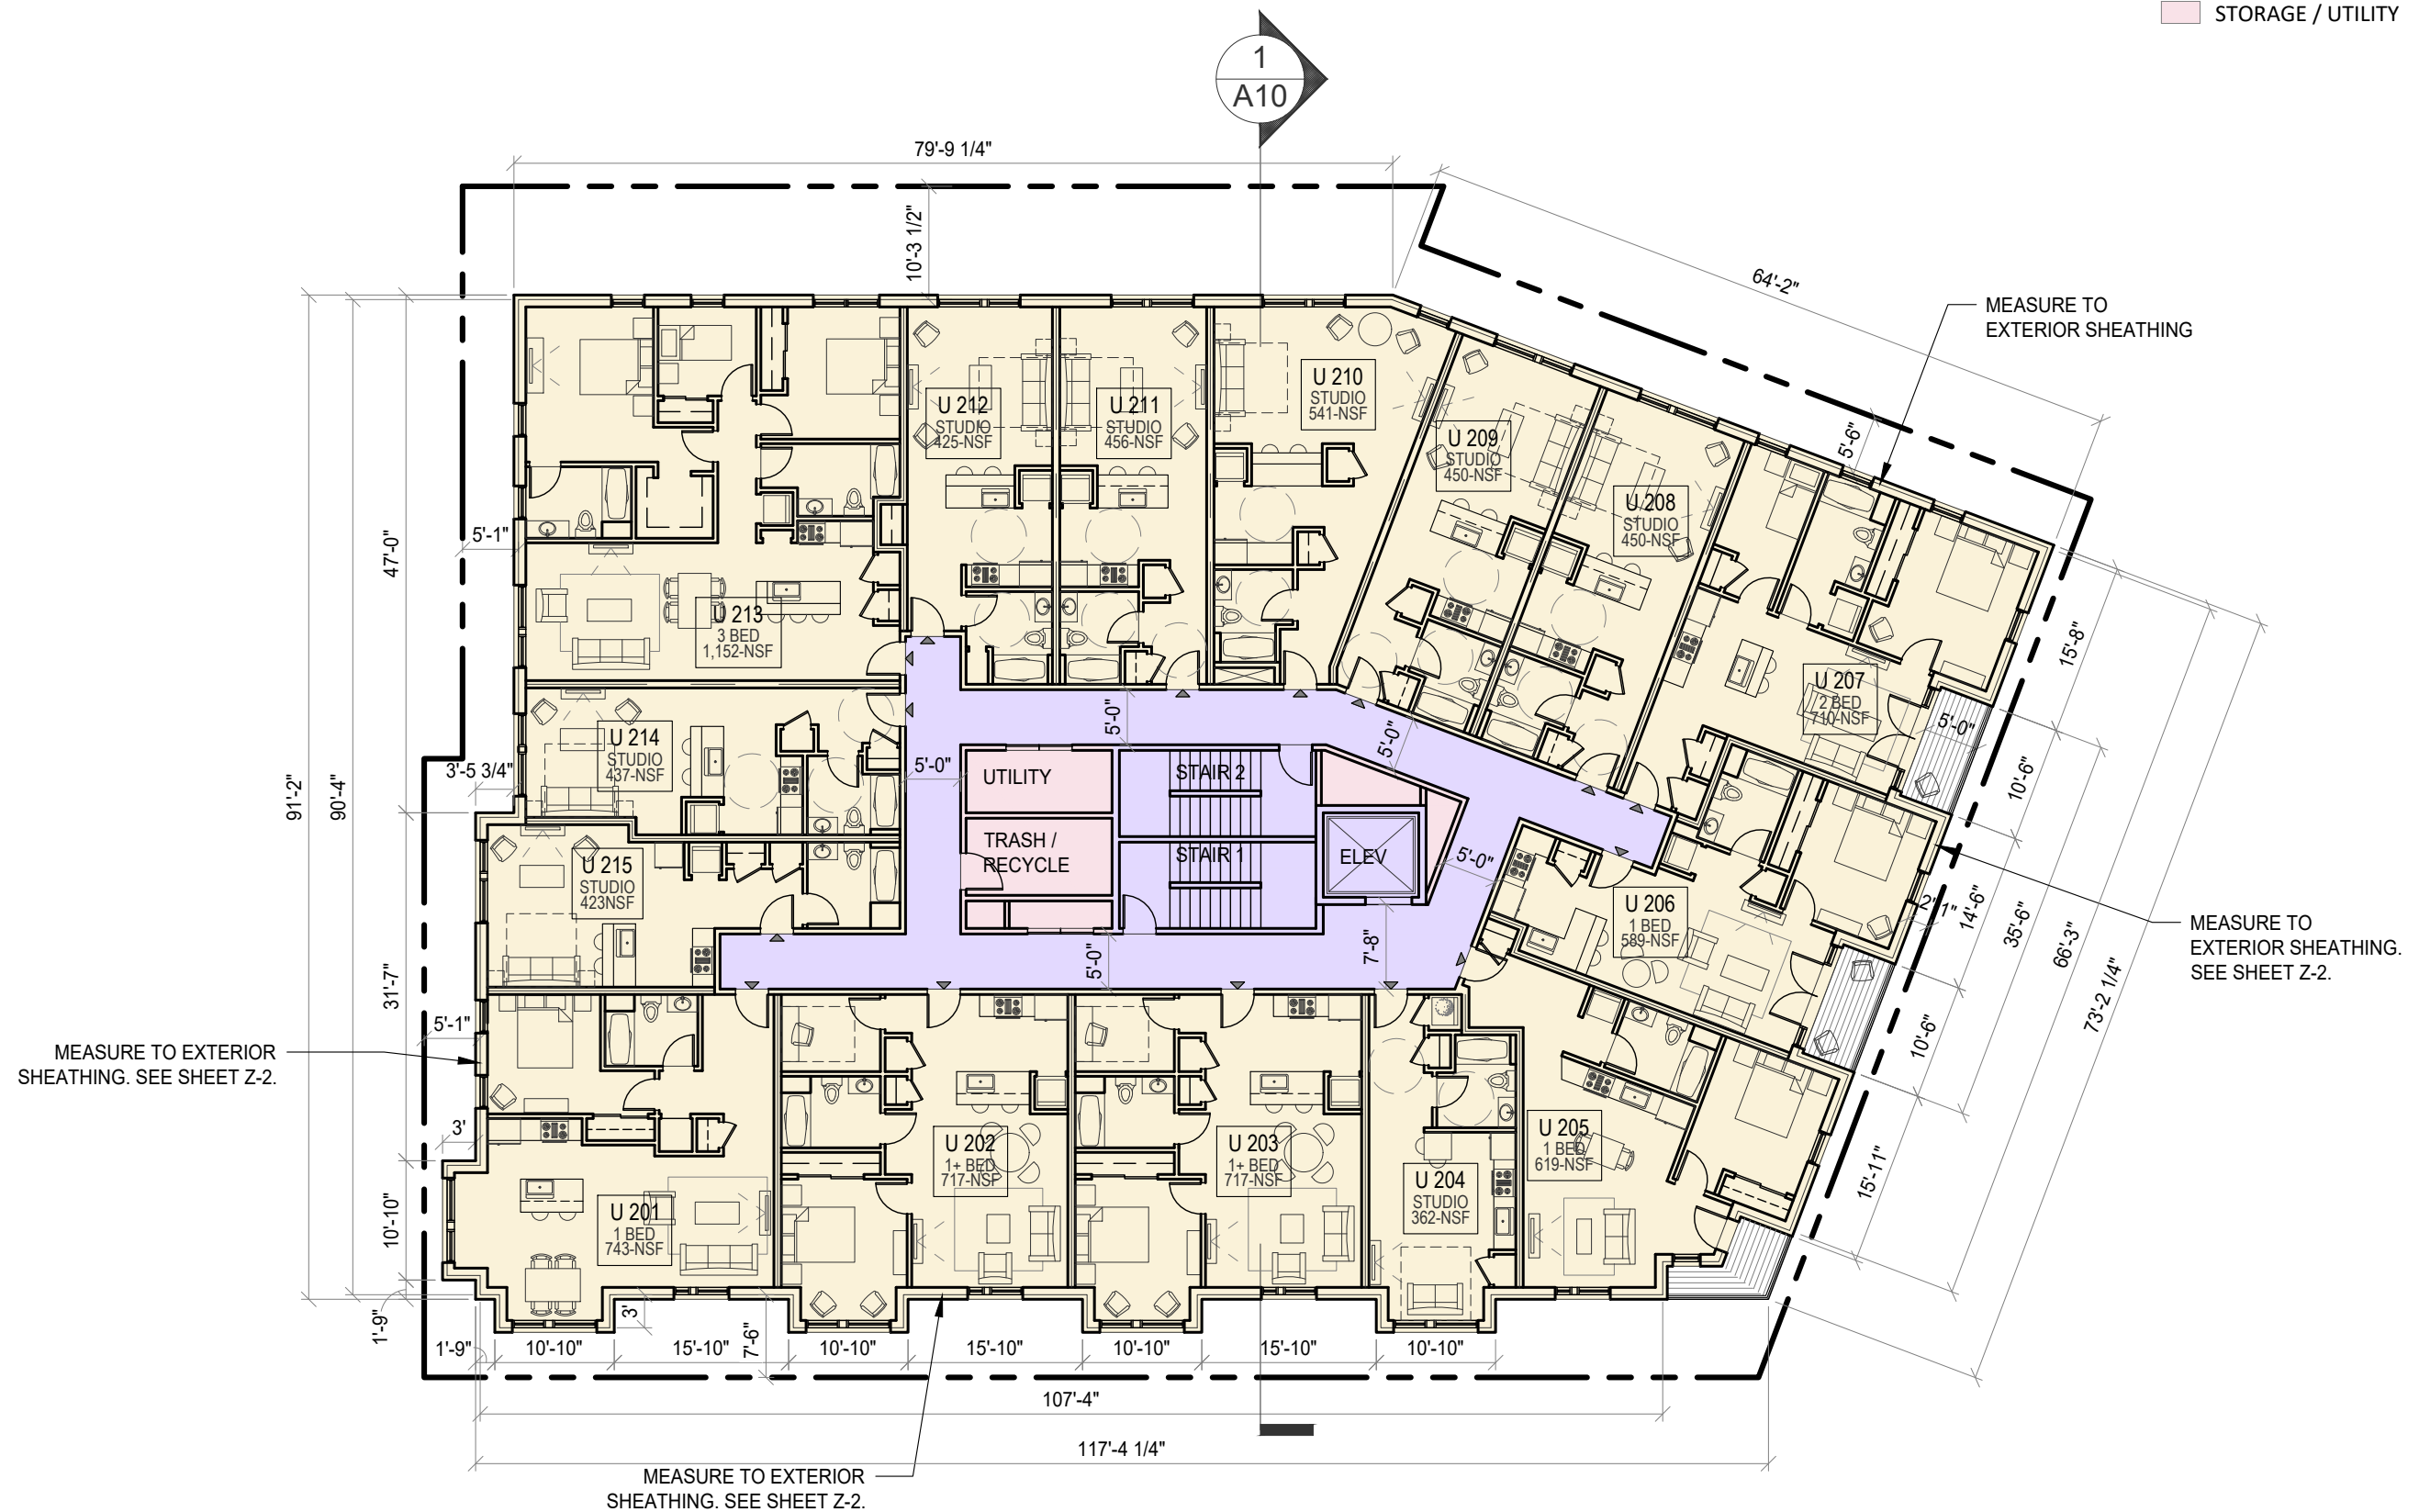 STORAGE / UTILITY
1
A10
79'-9 1/4"
10'-3 1/2"
64'-2"
MEASURE TO
EXTERIOR SHEATHING
5'-6"
U 212
STUDIO
425-NSF
U 211
STUDIO
456-NSF
U 210
STUDIO
541-NSF
U 209
STUDIO
450-NSF
U 208
STUDIO
450-NSF
5'-1"
47'-0"
U 213
3 BED
1,152-NSF
U 207
2 BED
710-NSF
15'-8"
5'-0"
5'-0"
5'-0"
10'-6"
U 214
STUDIO
437-NSF
3'-5 3/4"
5'-0"
91'-2"
90'-4"
UTILITY
STAIR 2
TRASH /
RECYCLE
STAIR 1
ELEV
5'-0"
U 215
STUDIO
423NSF
U 206
1 BED
589-NSF
2'-1"
14'-6"
35'-6"
66'-3"
73'-2 1/4"
MEASURE TO
EXTERIOR SHEATHING.
SEE SHEET Z-2.
31'-7"
5'-0"
7'-8"
5'-1"
MEASURE TO EXTERIOR
SHEATHING. SEE SHEET Z-2.
10'-6"
3'
U 202
1+ BED
717-NSF
U 203
1+ BED
717-NSF
U 205
1 BED
619-NSF
U 204
STUDIO
362-NSF
15'-11"
10'-10"
U 201
1 BED
743-NSF
1'-9"
3'
7'-6"
1'-9"
10'-10"
15'-10"
10'-10"
15'-10"
10'-10"
15'-10"
10'-10"
107'-4"
117'-4 1/4"
MEASURE TO EXTERIOR
SHEATHING. SEE SHEET Z-2.